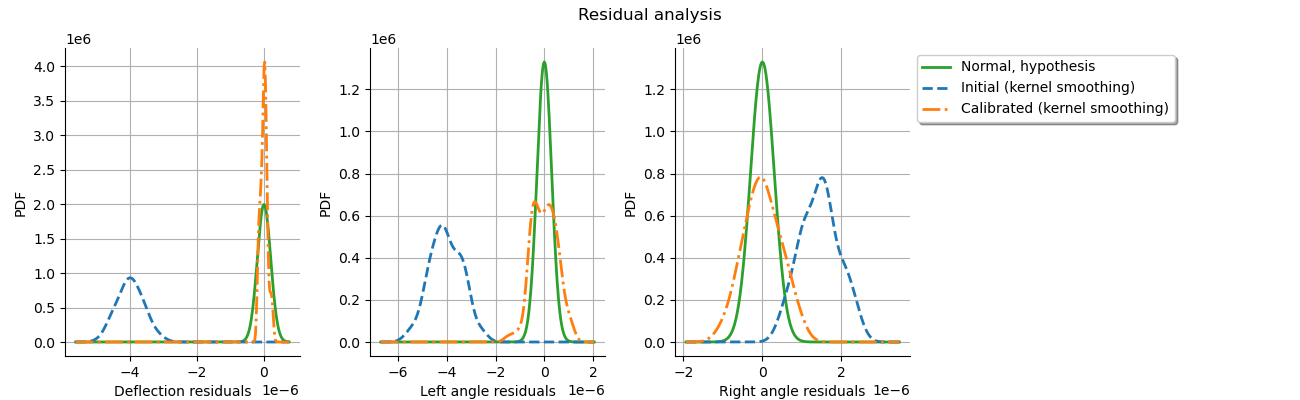 Residual analysis
1e6
4.0
3.5
3.0
2.5
2.0
1.5
1.0
0.5
0.0
PDF
−4
−2
0
Deflection residuals
1e−6
1e6
1.2
1.0
0.8
0.6
0.4
0.2
0.0
PDF
−6
−4
−2
0
2
Left angle residuals
1e−6
1e6
1.2
1.0
0.8
0.6
0.4
0.2
0.0
PDF
−2
0
2
Right angle residuals
1e−6
Normal, hypothesis
Initial (kernel smoothing)
Calibrated (kernel smoothing)